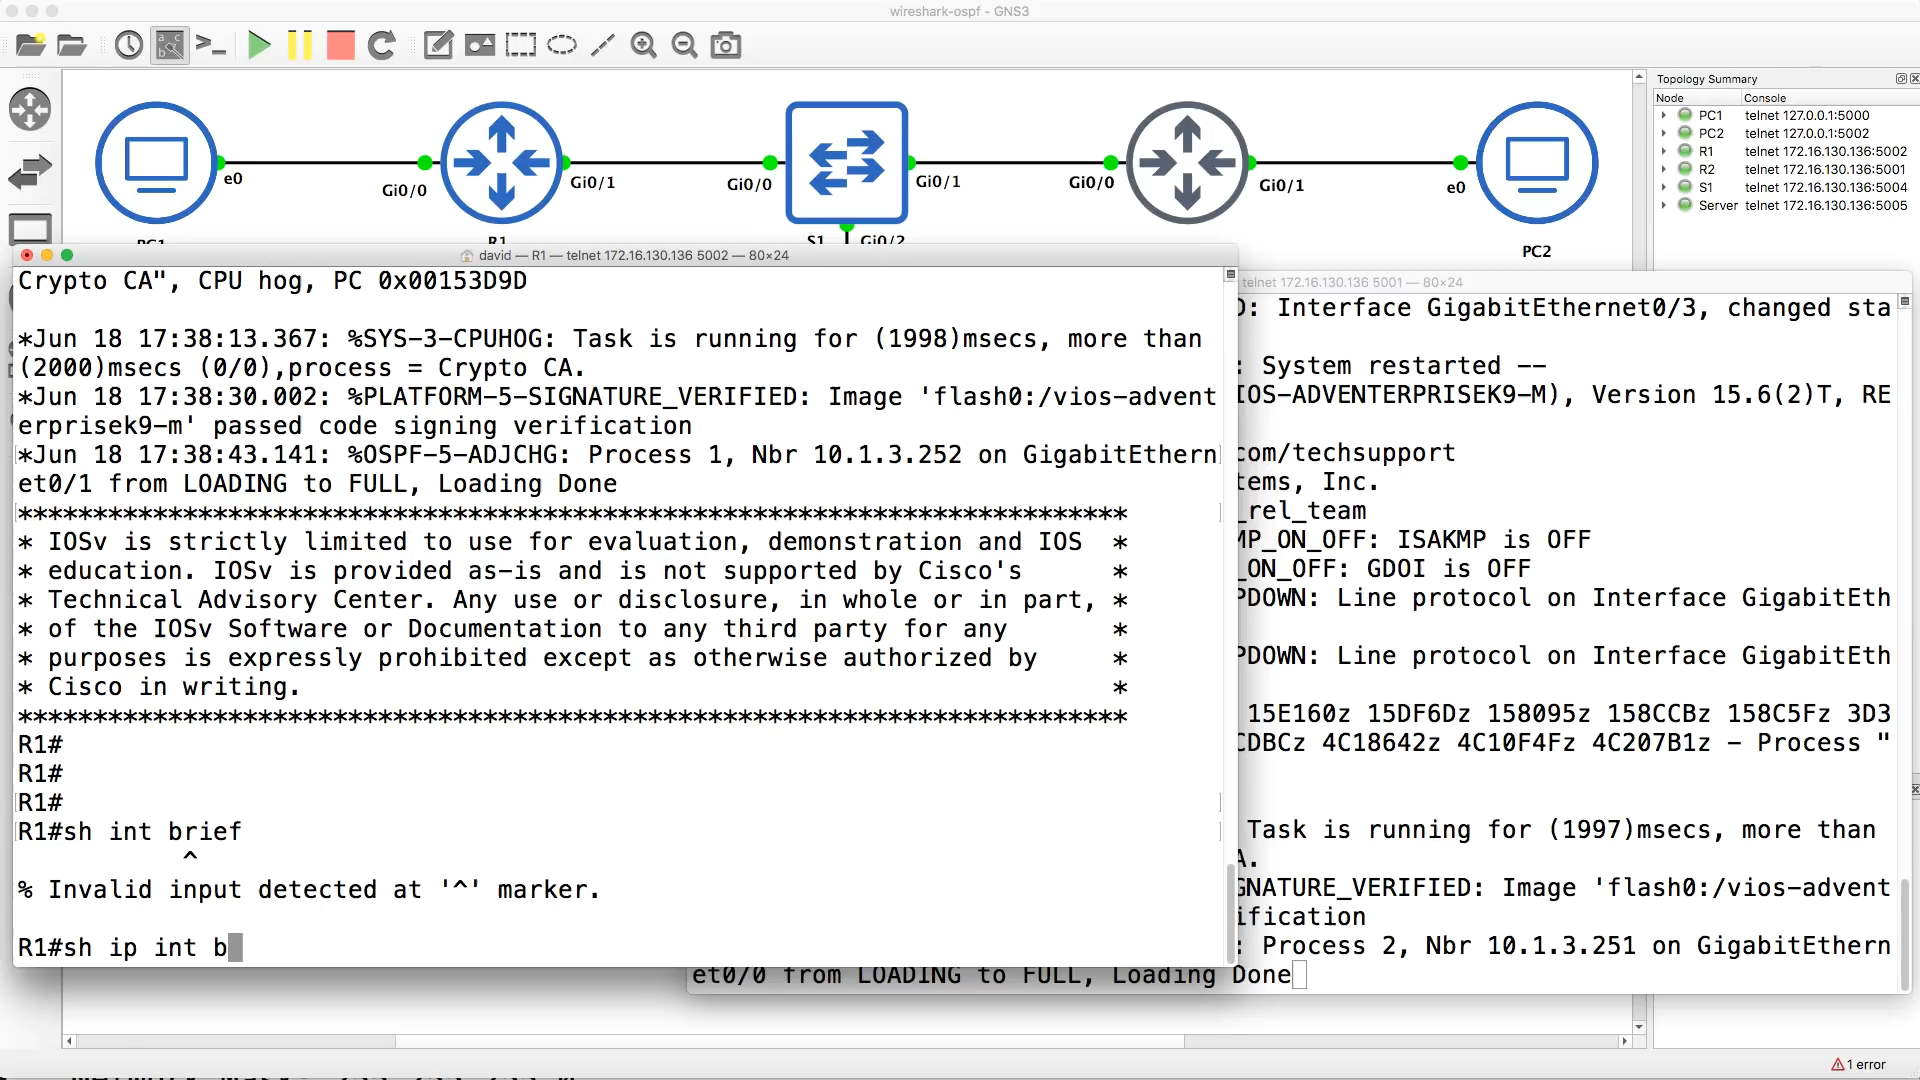 wireshark-ospf - GNS3
Topology Summary
Node Console
PC1 telnet 127.0.0.1:5000
PC2 telnet 127.0.0.1:5002
R1 telnet 172.16.130.136:5002
R2 telnet 172.16.130.136:5001
S1 telnet 172.16.130.136:5004
Server telnet 172.16.130.136:5005
e0
Gi0/0
Gi0/1
Gi0/0
Gi0/1
Gi0/0
Gi0/1
e0
R1
S1
Gi0/2
PC2
david — R1 — telnet 172.16.130.136 5002 — 80×24
Crypto CA", CPU hog, PC 0x00153D9D
*Jun 18 17:38:13.367: %SYS-3-CPUHOG: Task is running for (1998)msecs, more than
(2000)msecs (0/0),process = Crypto CA.
*Jun 18 17:38:30.002: %PLATFORM-5-SIGNATURE_VERIFIED: Image 'flash0:/vios-advent
erprisek9-m' passed code signing verification
*Jun 18 17:38:43.141: %OSPF-5-ADJCHG: Process 1, Nbr 10.1.3.252 on GigabitEthern
et0/1 from LOADING to FULL, Loading Done
**************************************************************************
* IOSv is strictly limited to use for evaluation, demonstration and IOS  *
* education. IOSv is provided as-is and is not supported by Cisco's      *
* Technical Advisory Center. Any use or disclosure, in whole or in part, *
* of the IOSv Software or Documentation to any third party for any       *
* purposes is expressly prohibited except as otherwise authorized by     *
* Cisco in writing.                                                      *
**************************************************************************
R1#
R1#
R1#
R1#sh int brief
^
% Invalid input detected at '^' marker.
R1#sh ip int b
telnet 172.16.130.136 5001 — 80×24
D: Interface GigabitEthernet0/3, changed sta
: System restarted --
IOS-ADVENTERPRISEK9-M), Version 15.6(2)T, RE
com/techsupport
tems, Inc.
_rel_team
MP_ON_OFF: ISAKMP is OFF
_ON_OFF: GDOI is OFF
PDOWN: Line protocol on Interface GigabitEth
PDOWN: Line protocol on Interface GigabitEth
15E160z 15DF6Dz 158095z 158CCBz 158C5Fz 3D3
CDBCz 4C18642z 4C10F4Fz 4C207B1z - Process "
Task is running for (1997)msecs, more than
A.
GNATURE_VERIFIED: Image 'flash0:/vios-advent
ification
: Process 2, Nbr 10.1.3.251 on GigabitEthern
et0/0 from LOADING to FULL, Loading Done
1 error